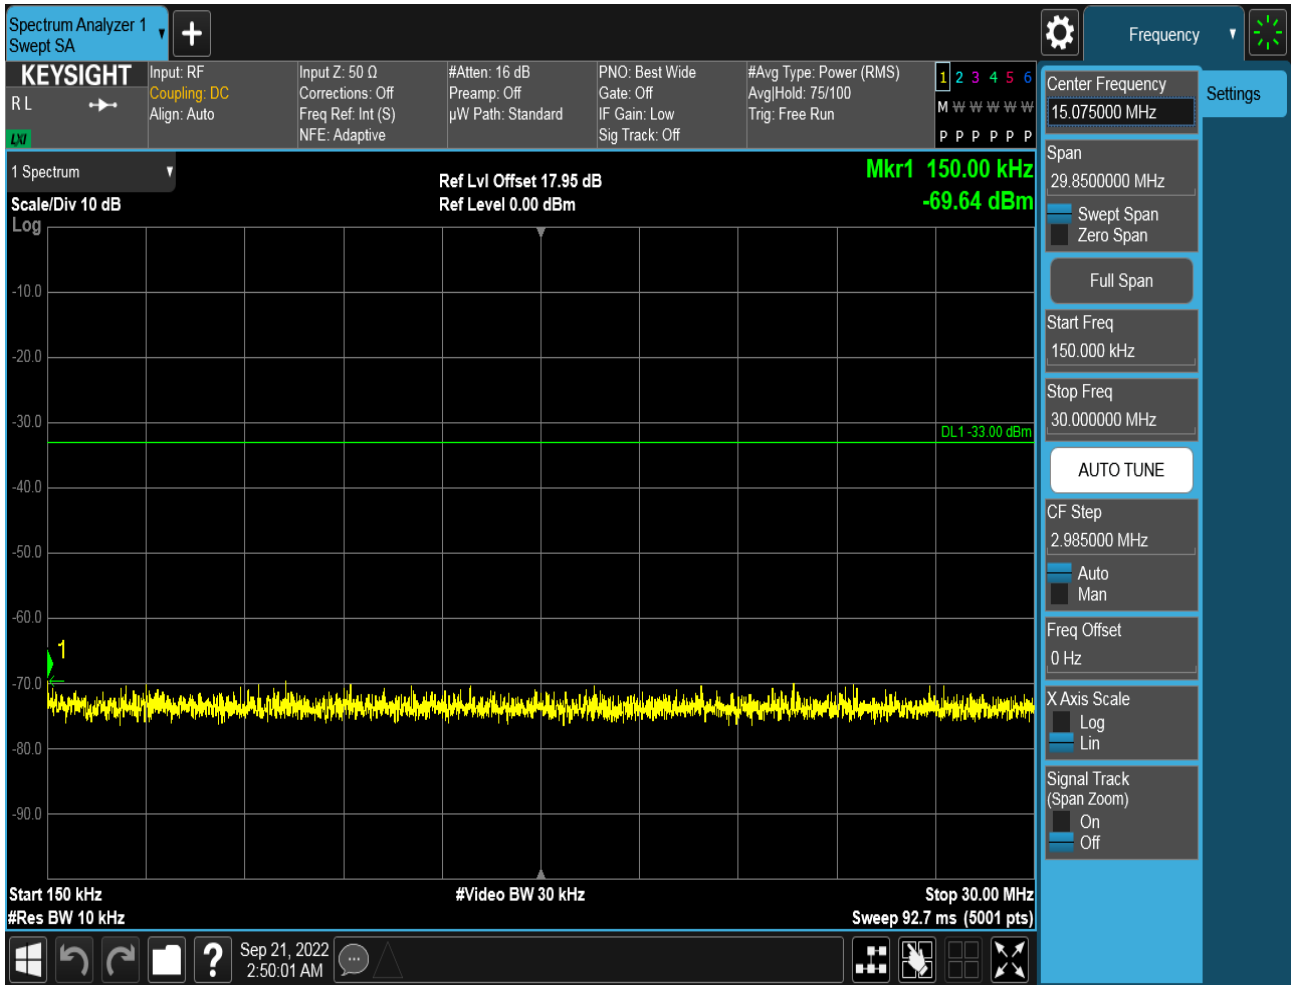 Spectrum Analyzer 1
Swept SA
+
Frequency
KEYSIGHT
R L
LXI
Input: RF
Coupling: DC
Align: Auto
Input Z: 50 Ω
Corrections: Off
Freq Ref: Int (S)
NFE: Adaptive
#Atten: 16 dB
Preamp: Off
µW Path: Standard
PNO: Best Wide
Gate: Off
IF Gain: Low
Sig Track: Off
#Avg Type: Power (RMS)
Avg|Hold: 75/100
Trig: Free Run
1 2 3 4 5 6
M W W W W W
P P P P P P
1 Spectrum
Scale/Div 10 dB
Log
Ref Lvl Offset 17.95 dB
Ref Level 0.00 dBm
Mkr1 150.00 kHz
-69.64 dBm
-10.0
-20.0
-30.0
DL1 -33.00 dBm
-40.0
-50.0
-60.0
1
-70.0
-80.0
-90.0
Start 150 kHz
#Res BW 10 kHz
#Video BW 30 kHz
Stop 30.00 MHz
Sweep 92.7 ms (5001 pts)
Center Frequency
15.075000 MHz
Settings
Span
29.8500000 MHz
Swept Span
Zero Span
Full Span
Start Freq
150.000 kHz
Stop Freq
30.000000 MHz
AUTO TUNE
CF Step
2.985000 MHz
Auto
Man
Freq Offset
0 Hz
X Axis Scale
Log
Lin
Signal Track
(Span Zoom)
On
Off
?
Sep 21, 2022
2:50:01 AM